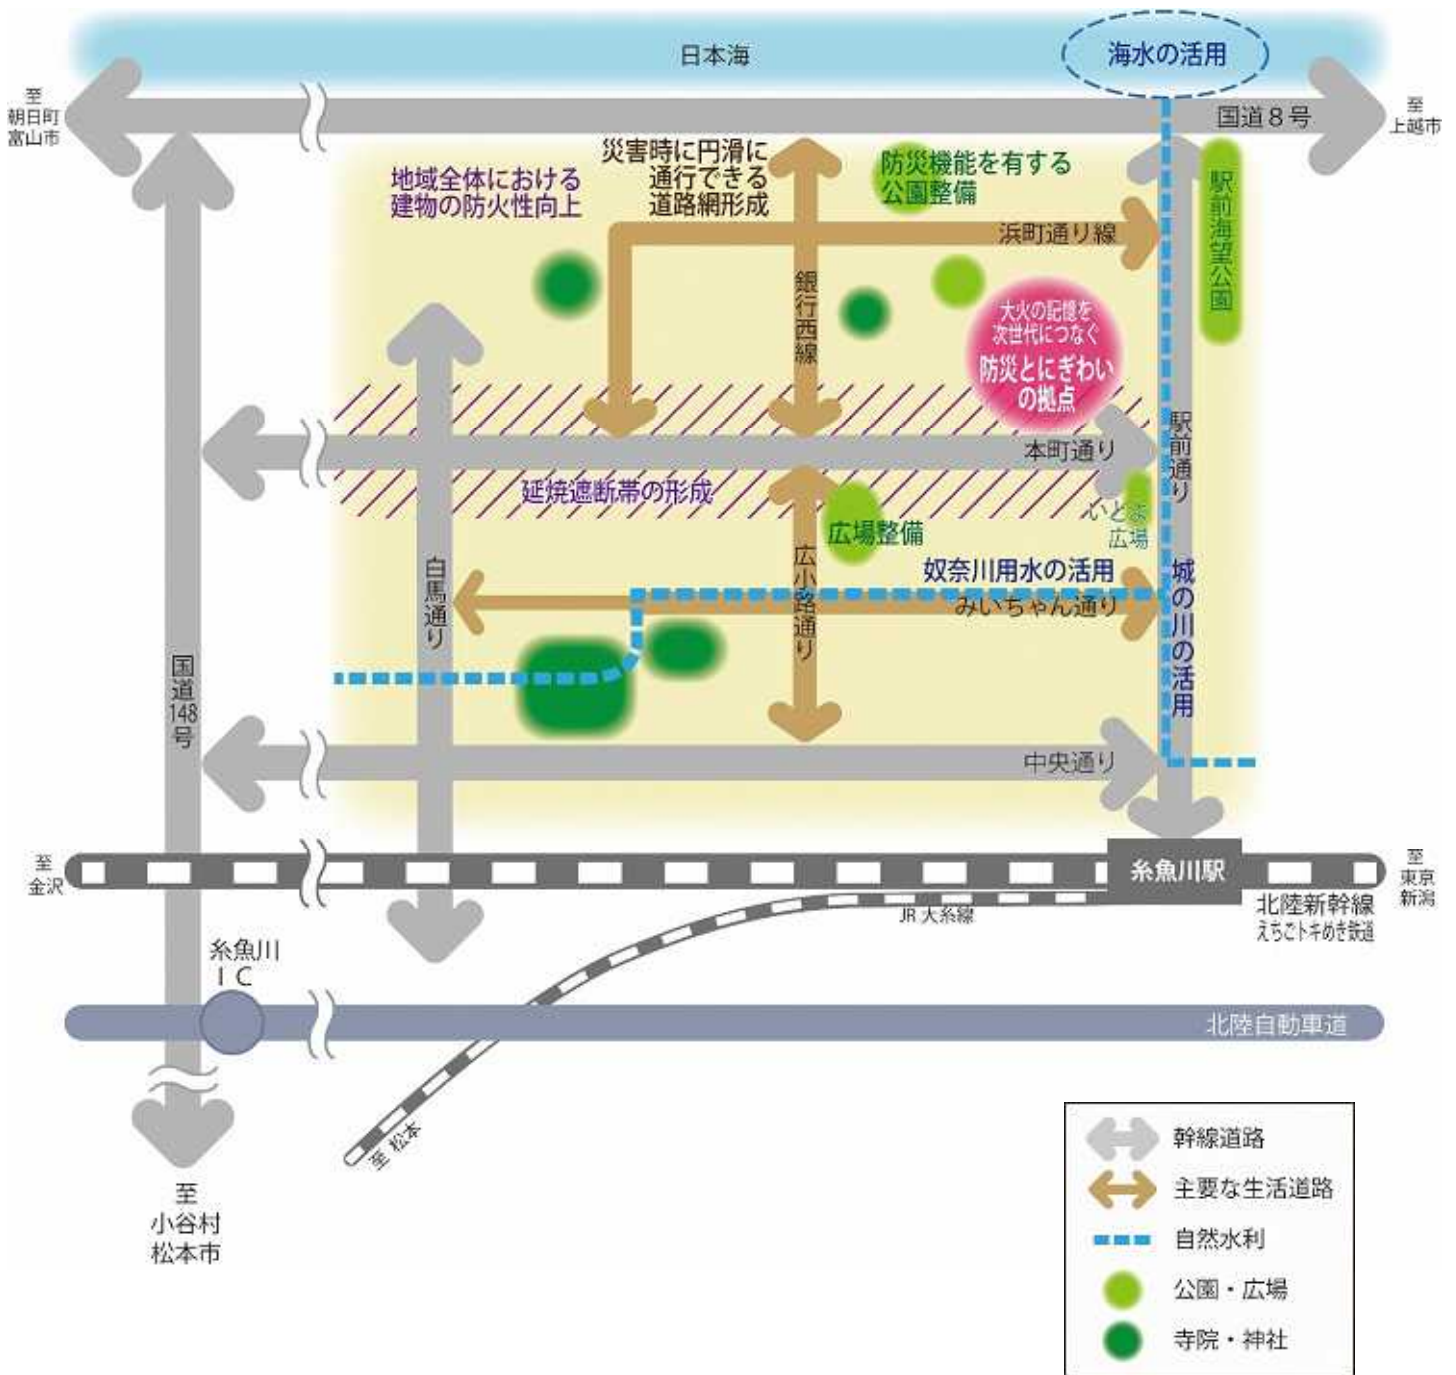 日本海
海水の活用
至
朝日町
富山市
国道8号
至
上越市
地域全体における
建物の防火性向上
災害時に円滑に
通行できる
道路網形成
防災機能を有する
公園整備
駅前海望公園
浜町通り線
銀行西線
大火の記憶を
次世代につなぐ
防災とにぎわい
の拠点
本町通り
駅前通り
延焼遮断帯の形成
いとよ
広場
広場整備
奴奈川用水の活用
みいちゃん通り
白馬通り
広小路通り
城の川の活用
国道148号
中央通り
至
金沢
糸魚川駅
至
東京
新潟
北陸新幹線
えちごトキめき鉄道
JR 大糸線
糸魚川
IC
北陸自動車道
至 松本
至
小谷村
松本市
幹線道路
主要な生活道路
自然水利
公園・広場
寺院・神社